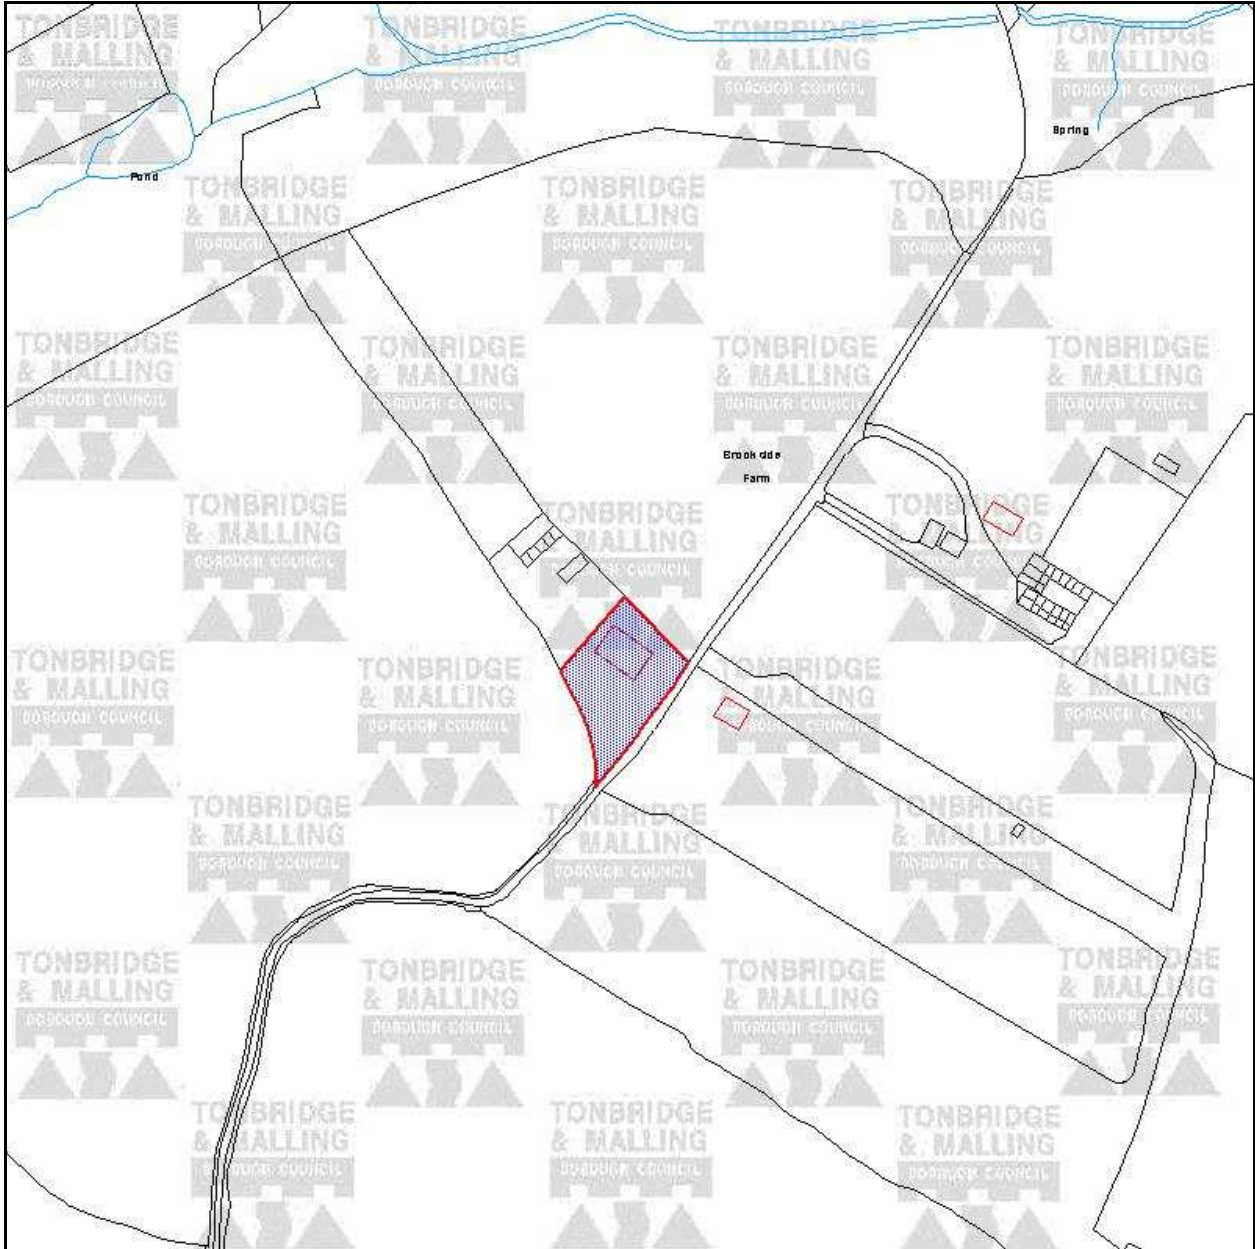 TONBRIDGE
& MALLING
BOROUGH COUNCIL
Spring
Pond
Brookside
Farm